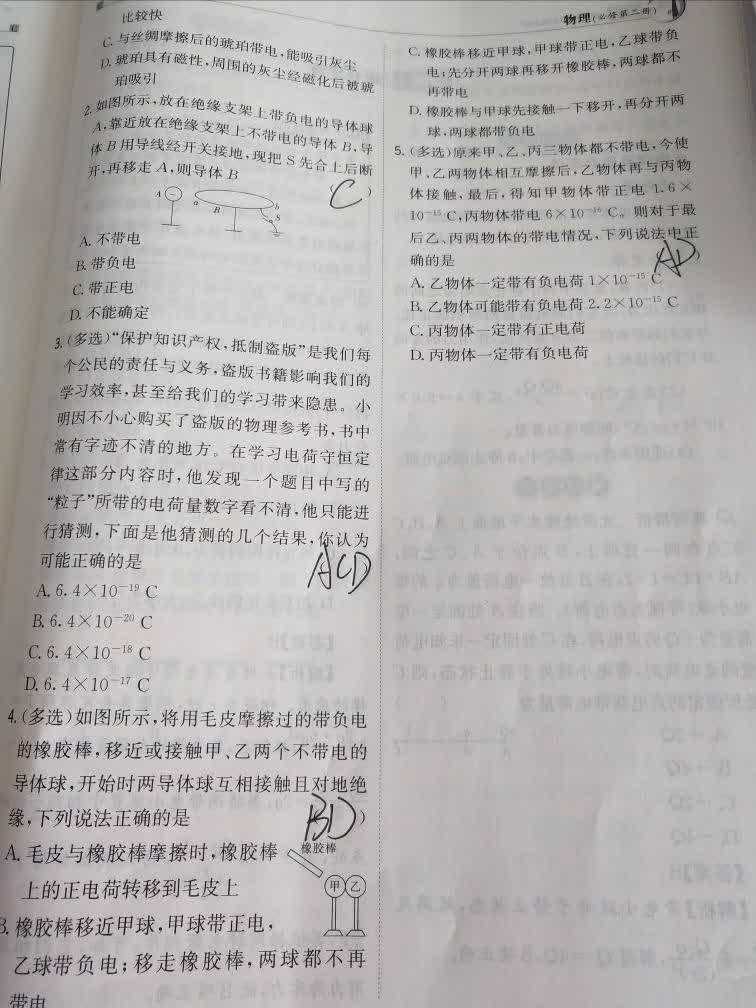 比较快
C. 与丝绸摩擦后的琥珀带电,能吸引灰尘
D. 琥珀具有磁性,周围的灰尘经磁化后被琥
珀吸引
2. 如图所示,放在绝缘支架上带负电的导体球
A,靠近放在绝缘支架上不带电的导体 B,导
体 B 用导线经开关接地,现把 S 先合上后断
开,再移走 A,则导体 B
C )
A
a
B
b
S
A. 不带电
B. 带负电
C. 带正电
D. 不能确定
3. (多选)“保护知识产权,抵制盗版”是我们每
个公民的责任与义务,盗版书籍影响我们的
学习效率,甚至给我们的学习带来隐患。小
明因不小心购买了盗版的物理参考书,书中
常有字迹不清的地方。在学习电荷守恒定
律这部分内容时,他发现一个题目中写的
“粒子”所带的电荷量数字看不清,他只能进
行猜测,下面是他猜测的几个结果,你认为
可能正确的是
ACD
A. 6.4×10⁻¹⁹ C
B. 6.4×10⁻²⁰ C
C. 6.4×10⁻¹⁸ C
D. 6.4×10⁻¹⁷ C
4. (多选)如图所示,将用毛皮摩擦过的带负电
的橡胶棒,移近或接触甲、乙两个不带电的
导体球,开始时两导体球互相接触且对地绝
缘,下列说法正确的是 BD )
A. 毛皮与橡胶棒摩擦时,橡胶棒
上的正电荷转移到毛皮上
橡胶棒
甲 乙
B. 橡胶棒移近甲球,甲球带正电,
乙球带负电;移走橡胶棒,两球都不再
带电
物理(必修第二册)
C. 橡胶棒移近甲球,甲球带正电,乙球带负
电;先分开两球再移开橡胶棒,两球都不
再带电
D. 橡胶棒与甲球先接触一下移开,再分开两
球,两球都带负电
5. (多选)原来甲、乙、丙三物体都不带电,今使
甲、乙两物体相互摩擦后,乙物体再与丙物
体接触,最后,得知甲物体带正电 1.6×
10⁻¹⁵ C,丙物体带电 6×10⁻¹⁶ C。则对于最
后乙、丙两物体的带电情况,下列说法中正
确的是 AD )
A. 乙物体一定带有负电荷 1×10⁻¹⁵ C
B. 乙物体可能带有负电荷 2.2×10⁻¹⁵ C
C. 丙物体一定带有正电荷
D. 丙物体一定带有负电荷